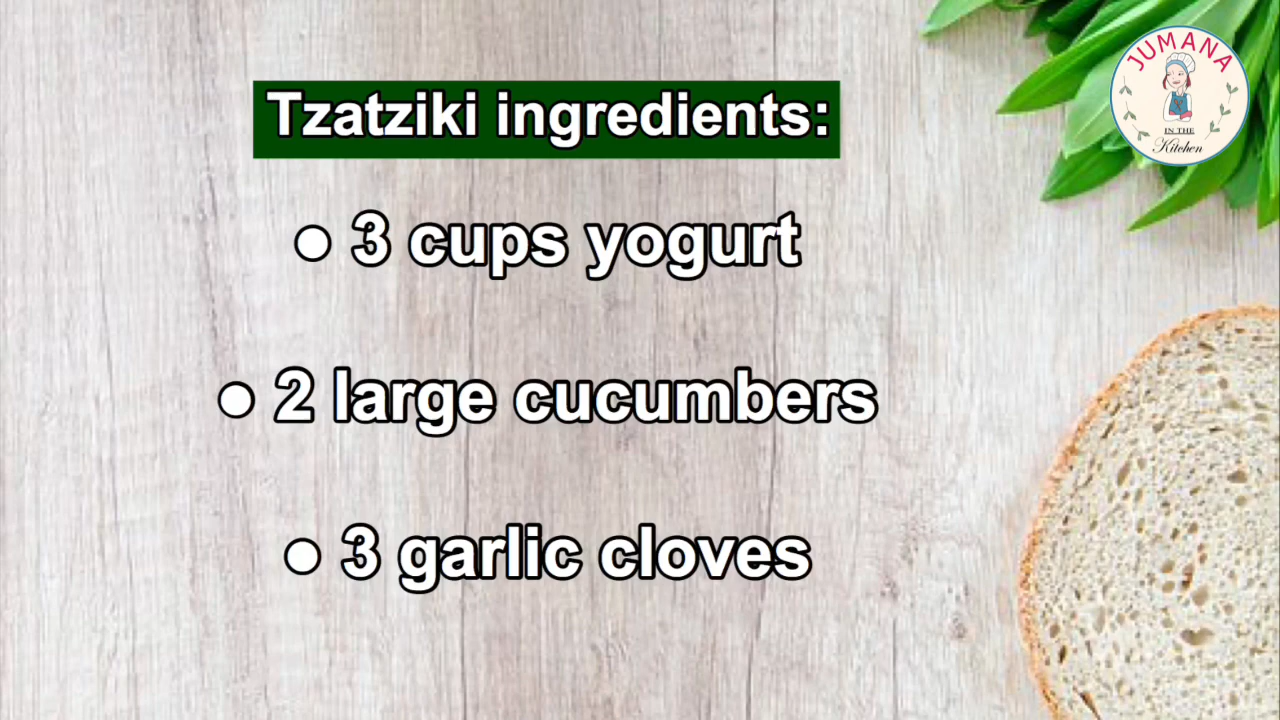 Tzatziki ingredients:
● 3 cups yogurt
● 2 large cucumbers
● 3 garlic cloves
JUMANA
IN THE
Kitchen